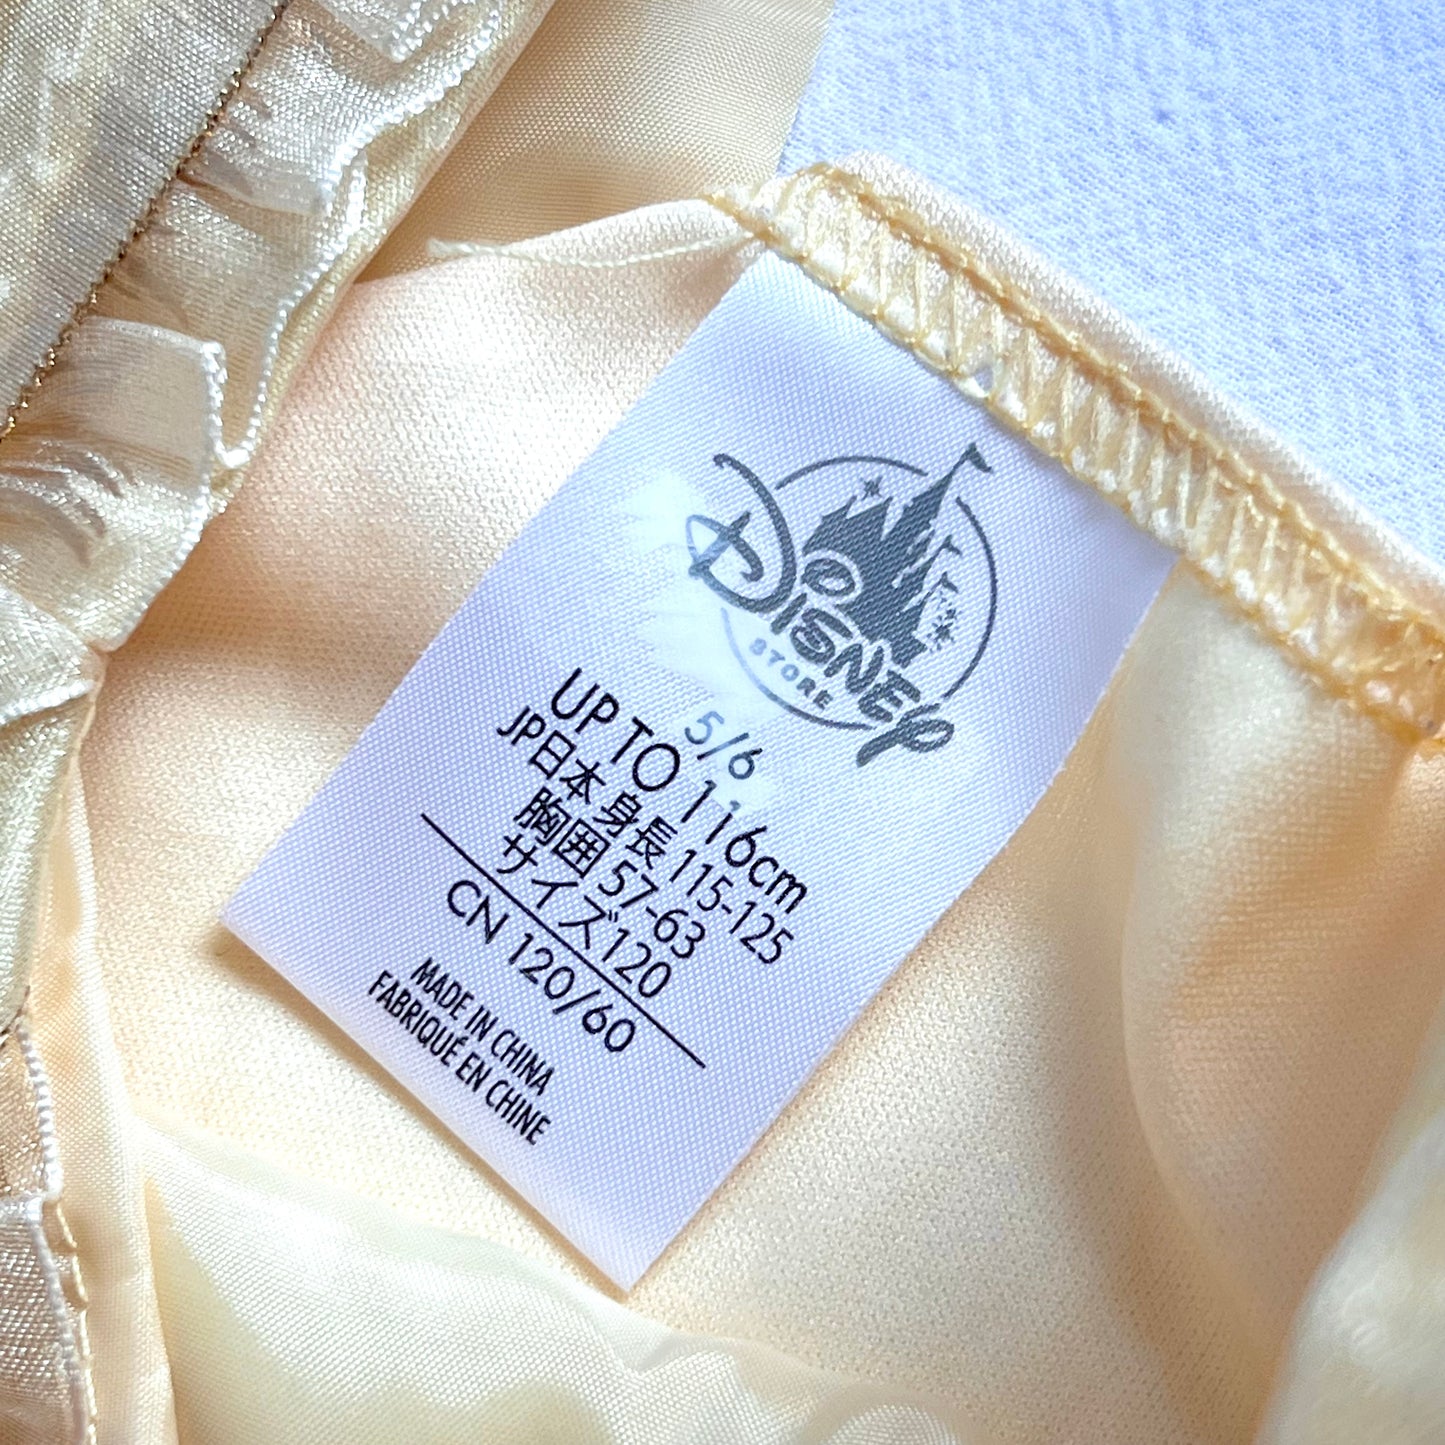 DISNEY
STORE
5/6
UP TO 116cm
JP日本 身長 115-125
胸囲 57-63
サイズ120
CN 120/60
MADE IN CHINA
FABRIQUÉ EN CHINE